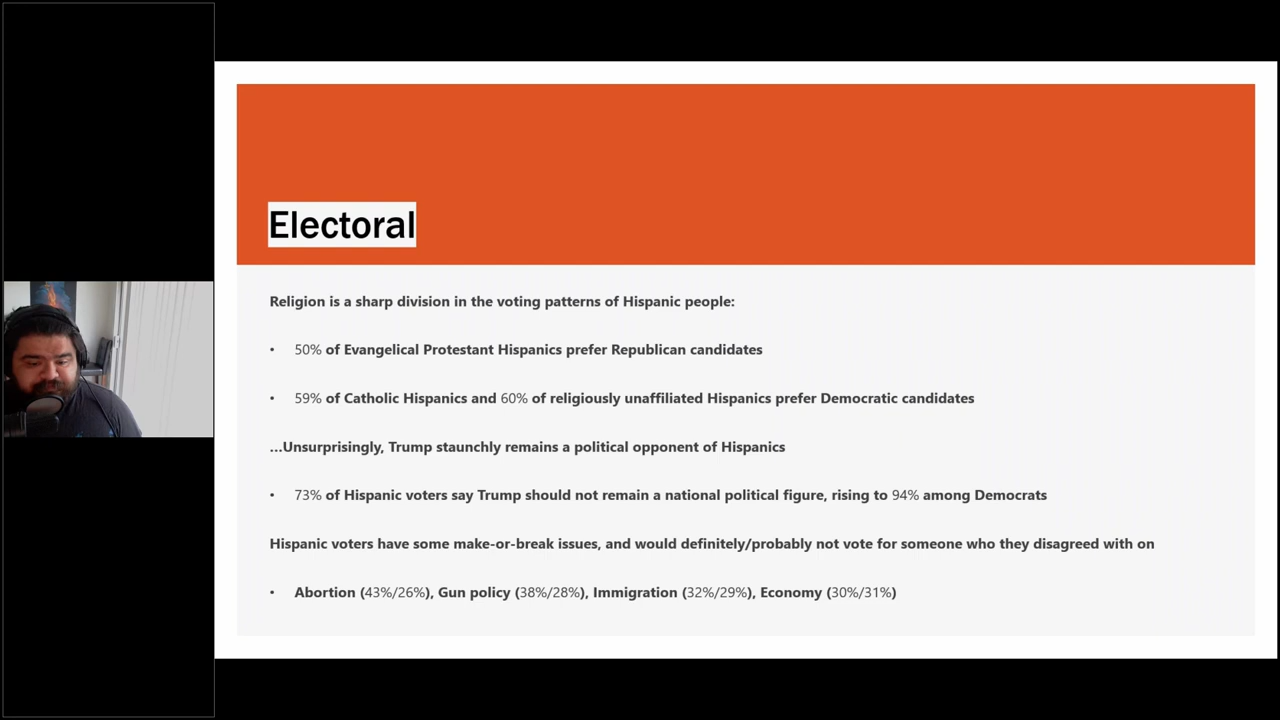 Electoral
Religion is a sharp division in the voting patterns of Hispanic people:
• 50% of Evangelical Protestant Hispanics prefer Republican candidates
• 59% of Catholic Hispanics and 60% of religiously unaffiliated Hispanics prefer Democratic candidates
…Unsurprisingly, Trump staunchly remains a political opponent of Hispanics
• 73% of Hispanic voters say Trump should not remain a national political figure, rising to 94% among Democrats
Hispanic voters have some make-or-break issues, and would definitely/probably not vote for someone who they disagreed with on
• Abortion (43%/26%), Gun policy (38%/28%), Immigration (32%/29%), Economy (30%/31%)